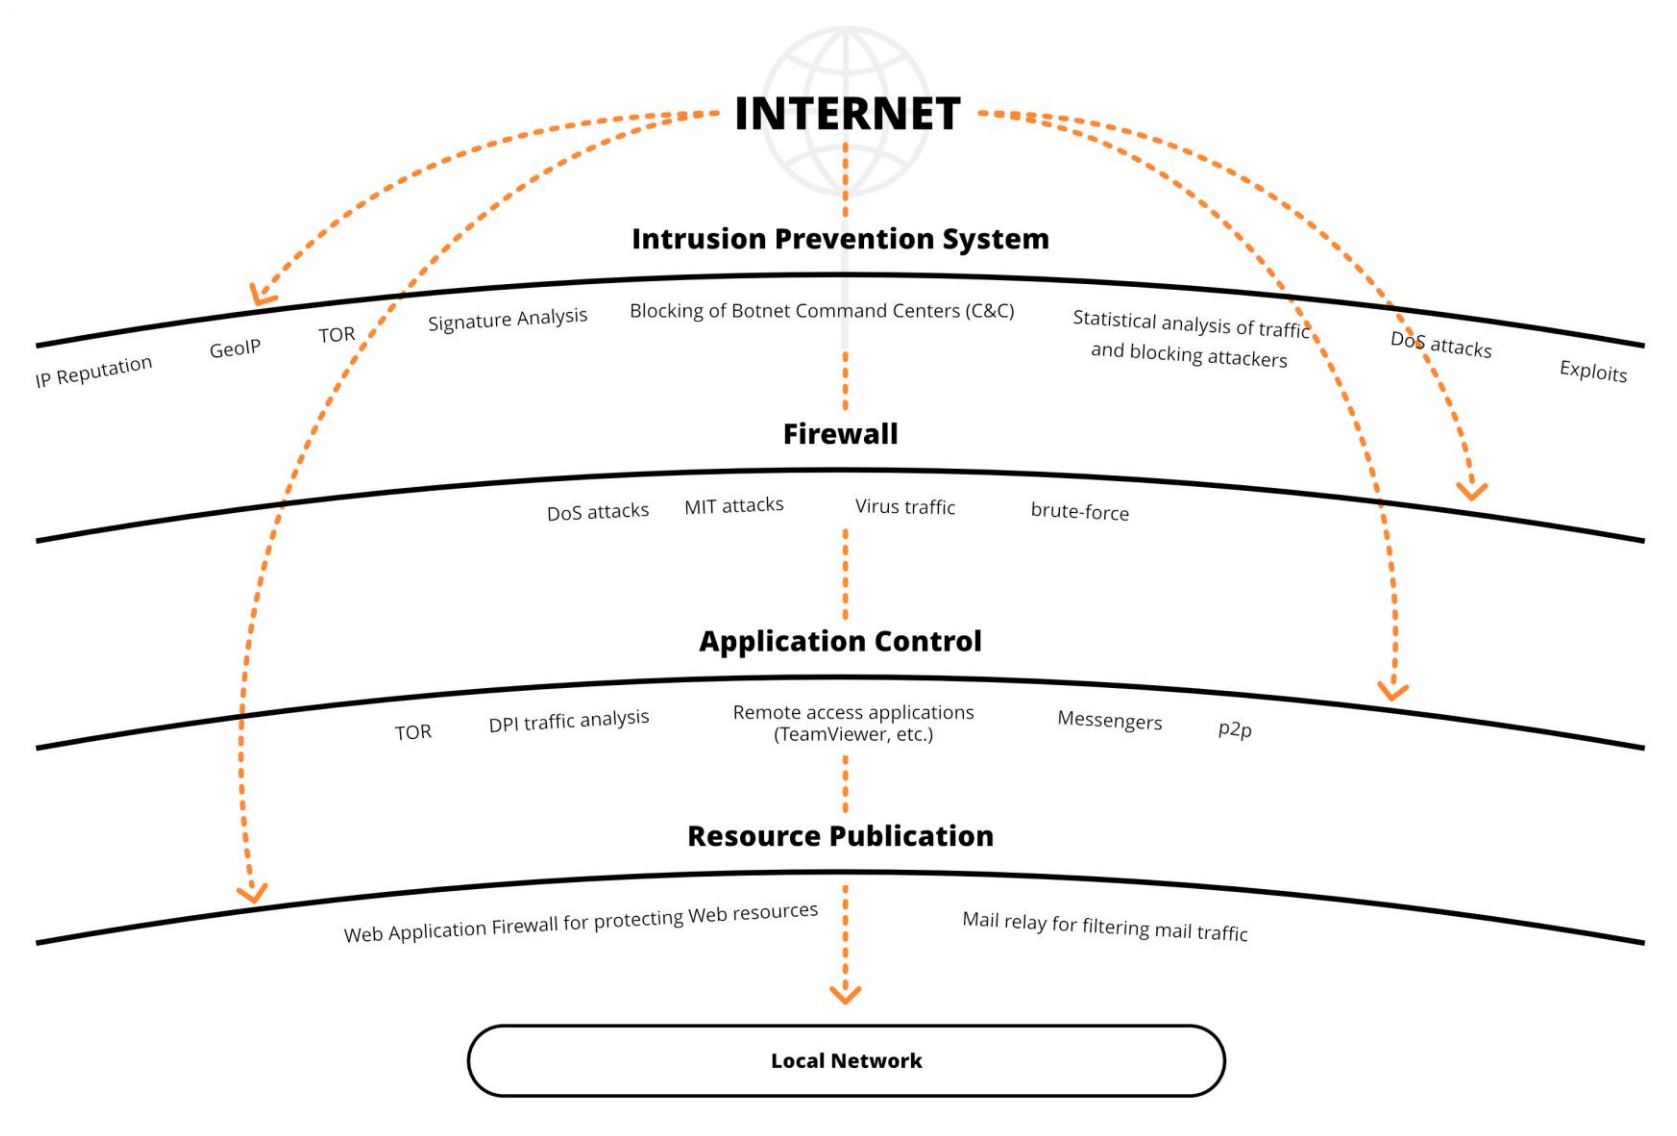 INTERNET
Intrusion Prevention System
IP Reputation
GeoIP
TOR
Signature Analysis
Blocking of Botnet Command Centers (C&C)
Statistical analysis of traffic
and blocking attackers
DoS attacks
Exploits
Firewall
DoS attacks
MIT attacks
Virus traffic
brute-force
Application Control
TOR
DPI traffic analysis
Remote access applications
(TeamViewer, etc.)
Messengers
p2p
Resource Publication
Web Application Firewall for protecting Web resources
Mail relay for filtering mail traffic
Local Network